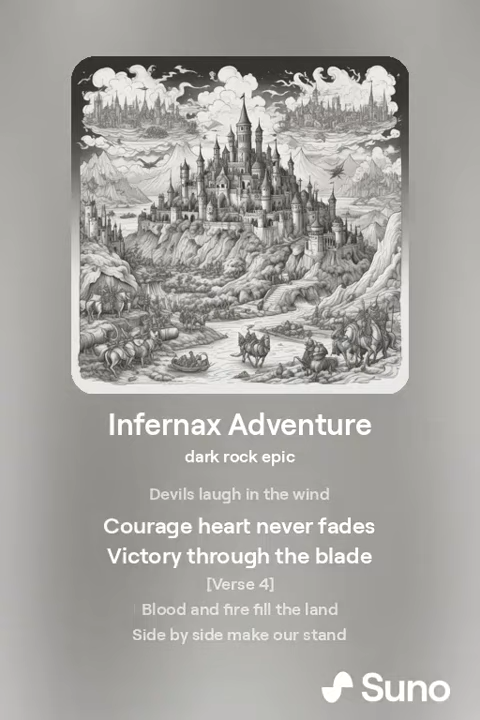 Infernax Adventure
dark rock epic
Devils laugh in the wind
Courage heart never fades
Victory through the blade
[Verse 4]
Blood and fire fill the land
Side by side make our stand
Suno